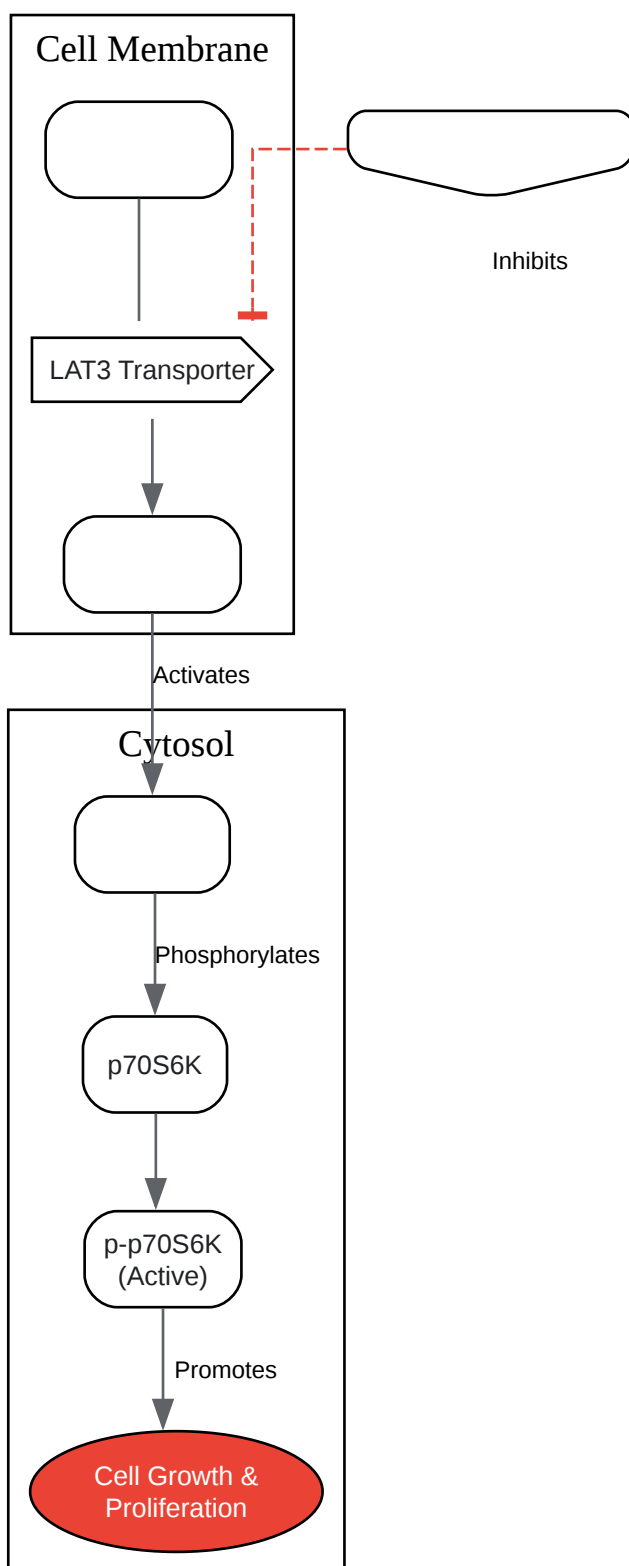 Cell Membrane
Inhibits
LAT3 Transporter
Activates
Cytosol
Phosphorylates
p70S6K
p-p70S6K
(Active)
Promotes
Cell Growth &
Proliferation